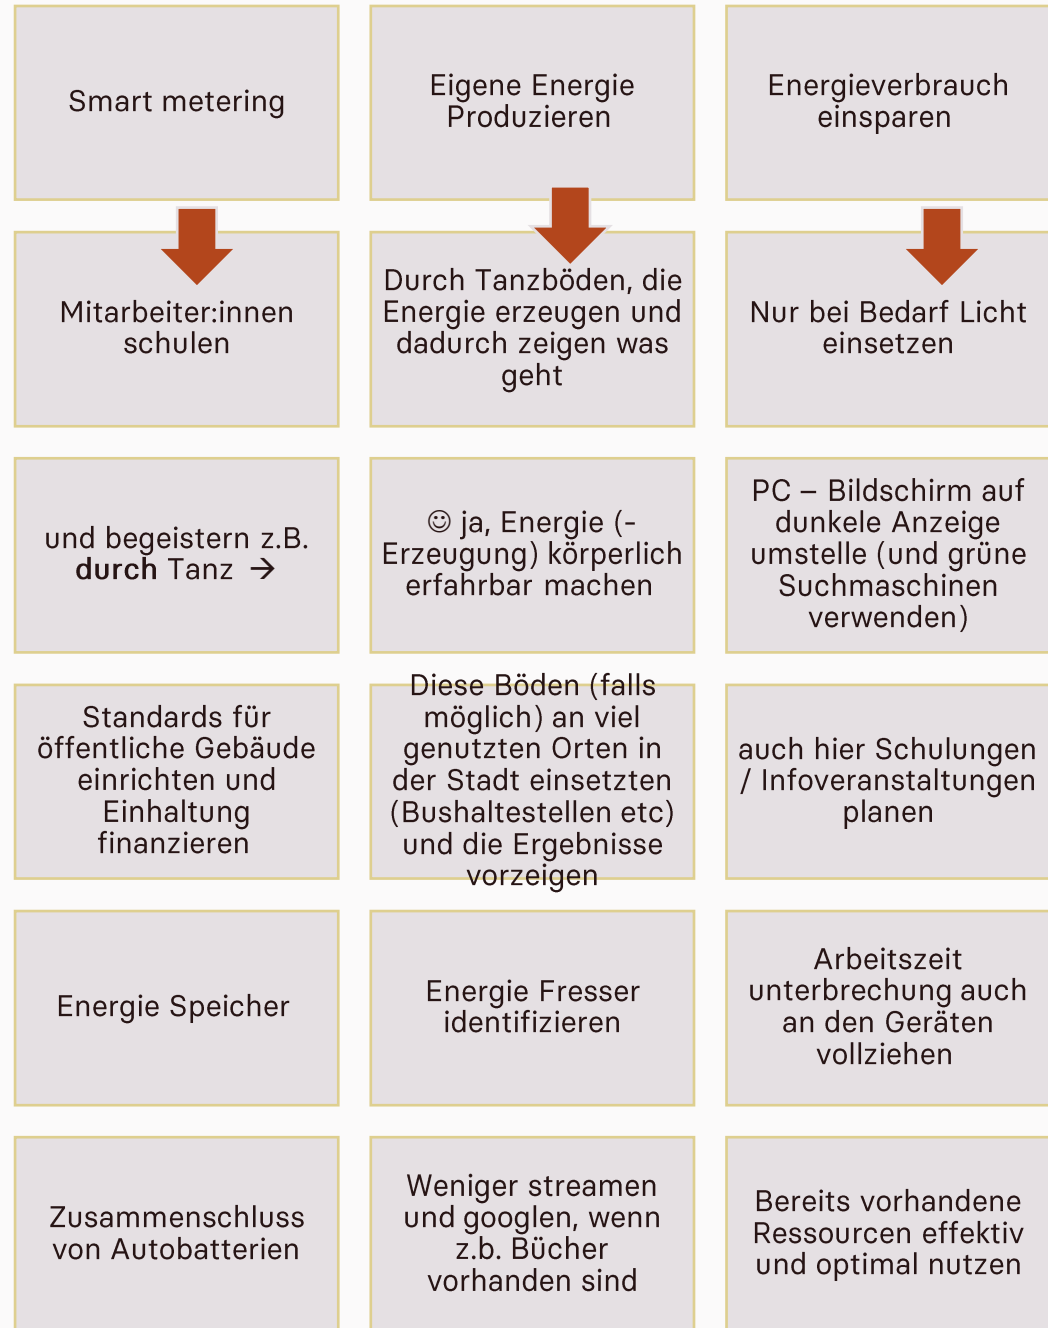 Smart metering
Eigene Energie
Produzieren
Energieverbrauch
einsparen
Mitarbeiter:innen
schulen
Durch Tanzböden, die
Energie erzeugen und
dadurch zeigen was
geht
Nur bei Bedarf Licht
einsetzen
und begeistern z.B.
durch Tanz →
☺ ja, Energie (-
Erzeugung) körperlich
erfahrbar machen
PC – Bildschirm auf
dunkele Anzeige
umstelle (und grüne
Suchmaschinen
verwenden)
Standards für
öffentliche Gebäude
einrichten und
Einhaltung
finanzieren
Diese Böden (falls
möglich) an viel
genutzten Orten in
der Stadt einsetzten
(Bushaltestellen etc)
und die Ergebnisse
vorzeigen
auch hier Schulungen
/ Infoveranstaltungen
planen
Energie Speicher
Energie Fresser
identifizieren
Arbeitszeit
unterbrechung auch
an den Geräten
vollziehen
Zusammenschluss
von Autobatterien
Weniger streamen
und googlen, wenn
z.b. Bücher
vorhanden sind
Bereits vorhandene
Ressourcen effektiv
und optimal nutzen